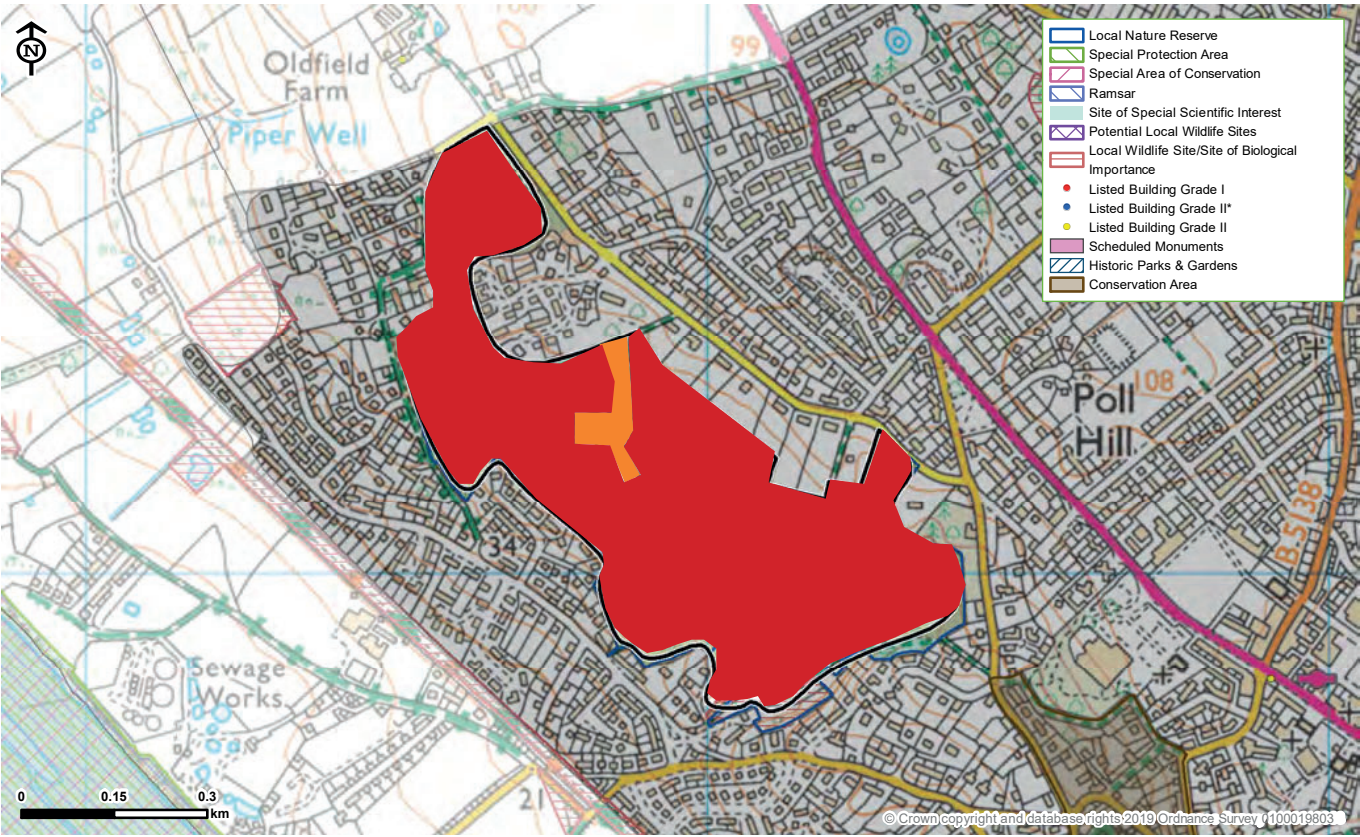 N
Oldfield
Farm
Piper Well
99
108
Poll
Hill
B 5138
34
Sewage
Works
21
Local Nature Reserve
Special Protection Area
Special Area of Conservation
Ramsar
Site of Special Scientific Interest
Potential Local Wildlife Sites
Local Wildlife Site/Site of Biological
Importance
Listed Building Grade I
Listed Building Grade II*
Listed Building Grade II
Scheduled Monuments
Historic Parks & Gardens
Conservation Area
0 0.15 0.3
km
© Crown copyright and database rights 2019 Ordnance Survey 0100019803